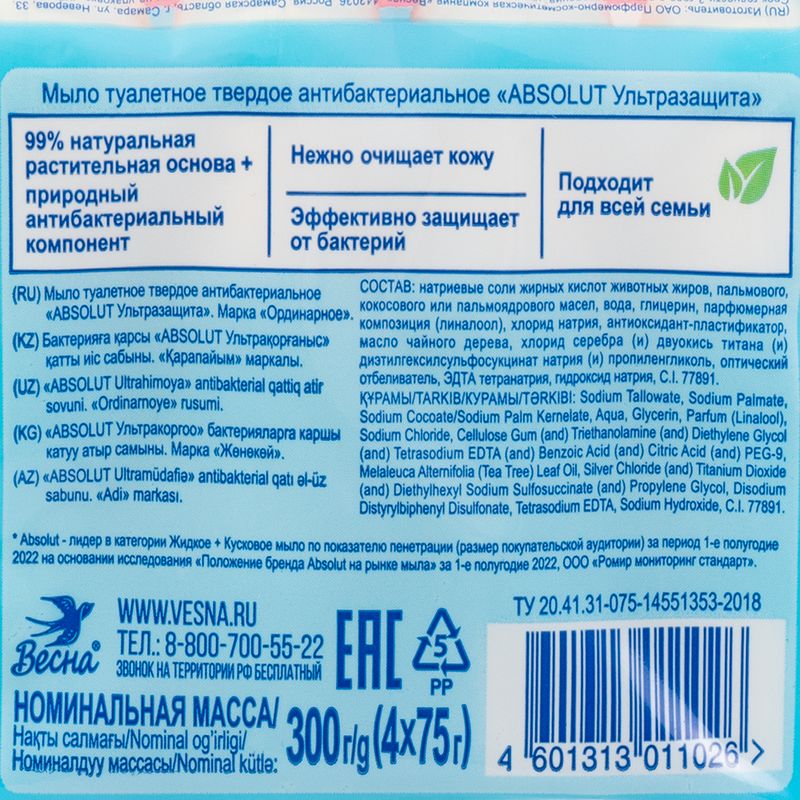 Мыло туалетное твердое антибактериальное «ABSOLUT Ультразащита»
99% натуральная
растительная основа +
природный
антибактериальный
компонент
Нежно очищает кожу
Эффективно защищает
от бактерий
Подходит
для всей семьи
(RU) Мыло туалетное твердое антибактериальное
«ABSOLUT Ультразащита». Марка «Ординарное».
(KZ) Бактерияға қарсы «ABSOLUT Ультрақорғаныс»
қатты иіс сабыны. «Қарапайым» маркалы.
(UZ) «ABSOLUT Ultrahimoya» antibakterial qattiq atir
sovuni. «Ordinarnoye» rusumi.
(KG) «ABSOLUT Ультракоргоо» бактерияларга каршы
катуу атыр самыны. Марка «Жөнөкөй».
(AZ) «ABSOLUT Ultramüdafiə» antibakterial qatı əl-üz
sabunu. «Adi» markası.
СОСТАВ: натриевые соли жирных кислот животных жиров, пальмового,
кокосового или пальмоядрового масел, вода, глицерин, парфюмерная
композиция (линалоол), хлорид натрия, антиоксидант-пластификатор,
масло чайного дерева, хлорид серебра (и) двуокись титана (и)
диэтилгексилсульфосукцинат натрия (и) пропиленгликоль, оптический
отбеливатель, ЭДТА тетранатрия, гидроксид натрия, C.I. 77891.
ҚҰРАМЫ/TARKIB/КУРАМЫ/TƏRKİBİ: Sodium Tallowate, Sodium Palmate,
Sodium Cocoate/Sodium Palm Kernelate, Aqua, Glycerin, Parfum (Linalool),
Sodium Chloride, Cellulose Gum (and) Triethanolamine (and) Diethylene Glycol
(and) Tetrasodium EDTA (and) Benzoic Acid (and) Citric Acid (and) PEG-9,
Melaleuca Alternifolia (Tea Tree) Leaf Oil, Silver Chloride (and) Titanium Dioxide
(and) Diethylhexyl Sodium Sulfosuccinate (and) Propylene Glycol, Disodium
Distyrylbiphenyl Disulfonate, Tetrasodium EDTA, Sodium Hydroxide, C.I. 77891.
* Absolut - лидер в категории Жидкое + Кусковое мыло по показателю пенетрации (размер покупательской аудитории) за период 1-е полугодие
2022 на основании исследования «Положение бренда Absolut на рынке мыла» за 1-е полугодие 2022, ООО «Ромир мониторинг стандарт».
Весна®
WWW.VESNA.RU
ТЕЛ.: 8-800-700-55-22
ЗВОНОК НА ТЕРРИТОРИИ РФ БЕСПЛАТНЫЙ
EAC
5
PP
ТУ 20.41.31-075-14551353-2018
НОМИНАЛЬНАЯ МАССА/
Нақты салмағы/Nominal og'irligi/
Номиналдуу массасы/Nominal kütlə:
300г/g(4x75г)
4 601313 011026 >